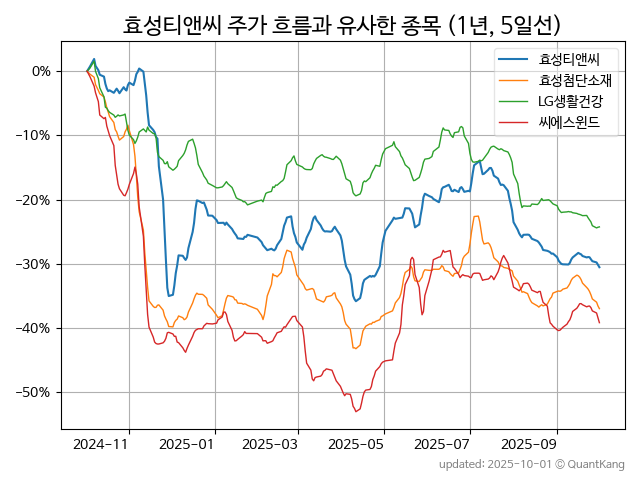 효성티앤씨 주가 흐름과 유사한 종목 (1년, 5일선)
효성티앤씨
효성첨단소재
LG생활건강
씨에스윈드
0%
−10%
−20%
−30%
−40%
−50%
2024-11 2025-01 2025-03 2025-05 2025-07 2025-09
updated: 2025-10-01 © QuantKang